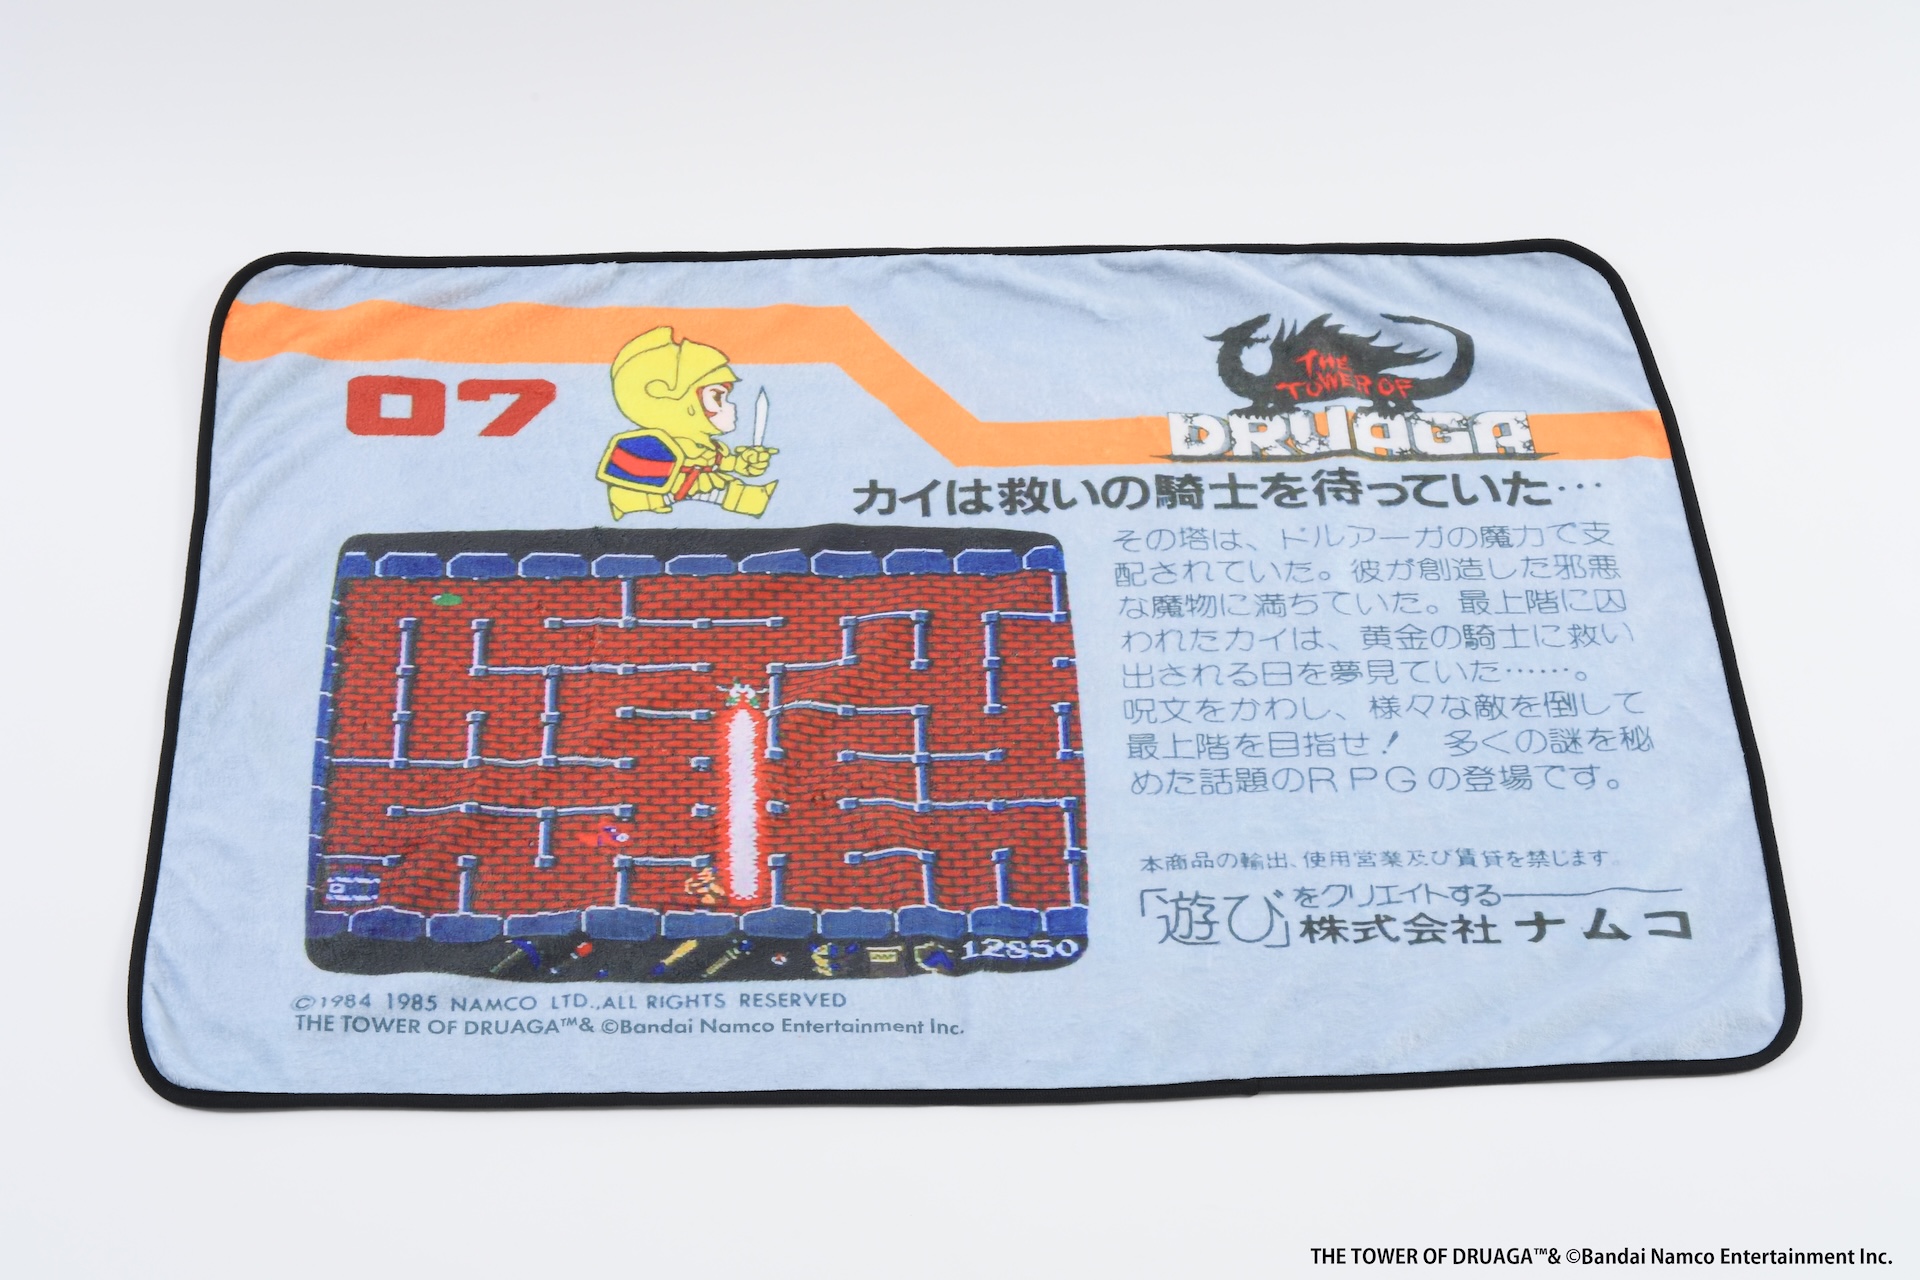 07
THE
TOWER OF
DRUAGA
カイは救いの騎士を待っていた…
その塔は、ドルアーガの魔力で支
配されていた。彼が創造した邪悪
な魔物に満ちていた。最上階に囚
われたカイは、黄金の騎士に救い
出される日を夢見ていた……。
呪文をかわし、様々な敵を倒して
最上階を目指せ！　多くの謎を秘
めた話題のＲＰＧの登場です。
12850
本商品の輸出、使用営業及び賃貸を禁じます。
「遊び」をクリエイトする
株式会社ナムコ
©1984 1985 NAMCO LTD.,ALL RIGHTS RESERVED
THE TOWER OF DRUAGA™& ©Bandai Namco Entertainment Inc.
THE TOWER OF DRUAGA™& ©Bandai Namco Entertainment Inc.